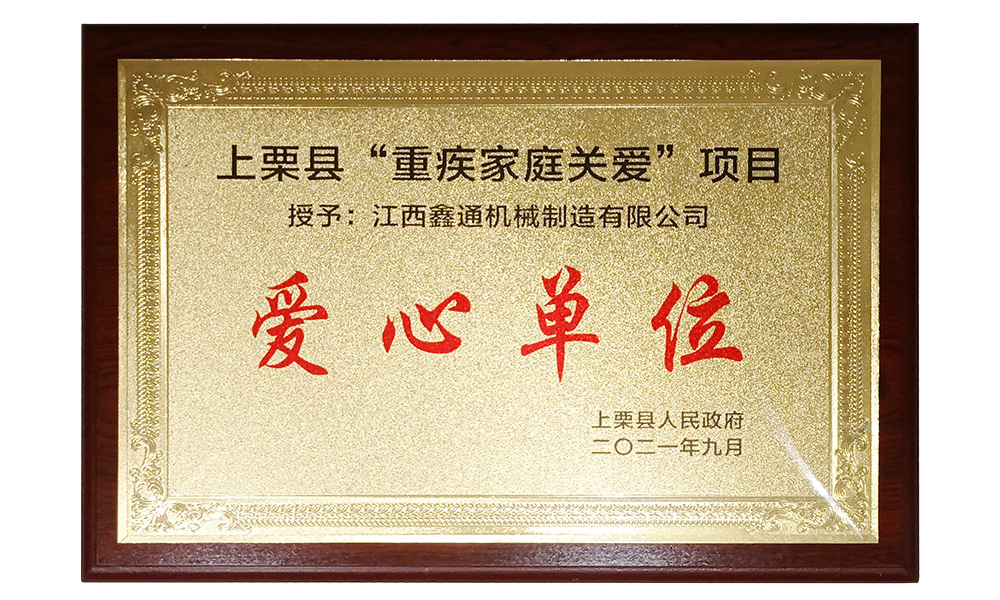 上栗县“重疾家庭关爱”项目
授予：江西鑫通机械制造有限公司
爱心单位
上栗县人民政府
二〇二一年九月